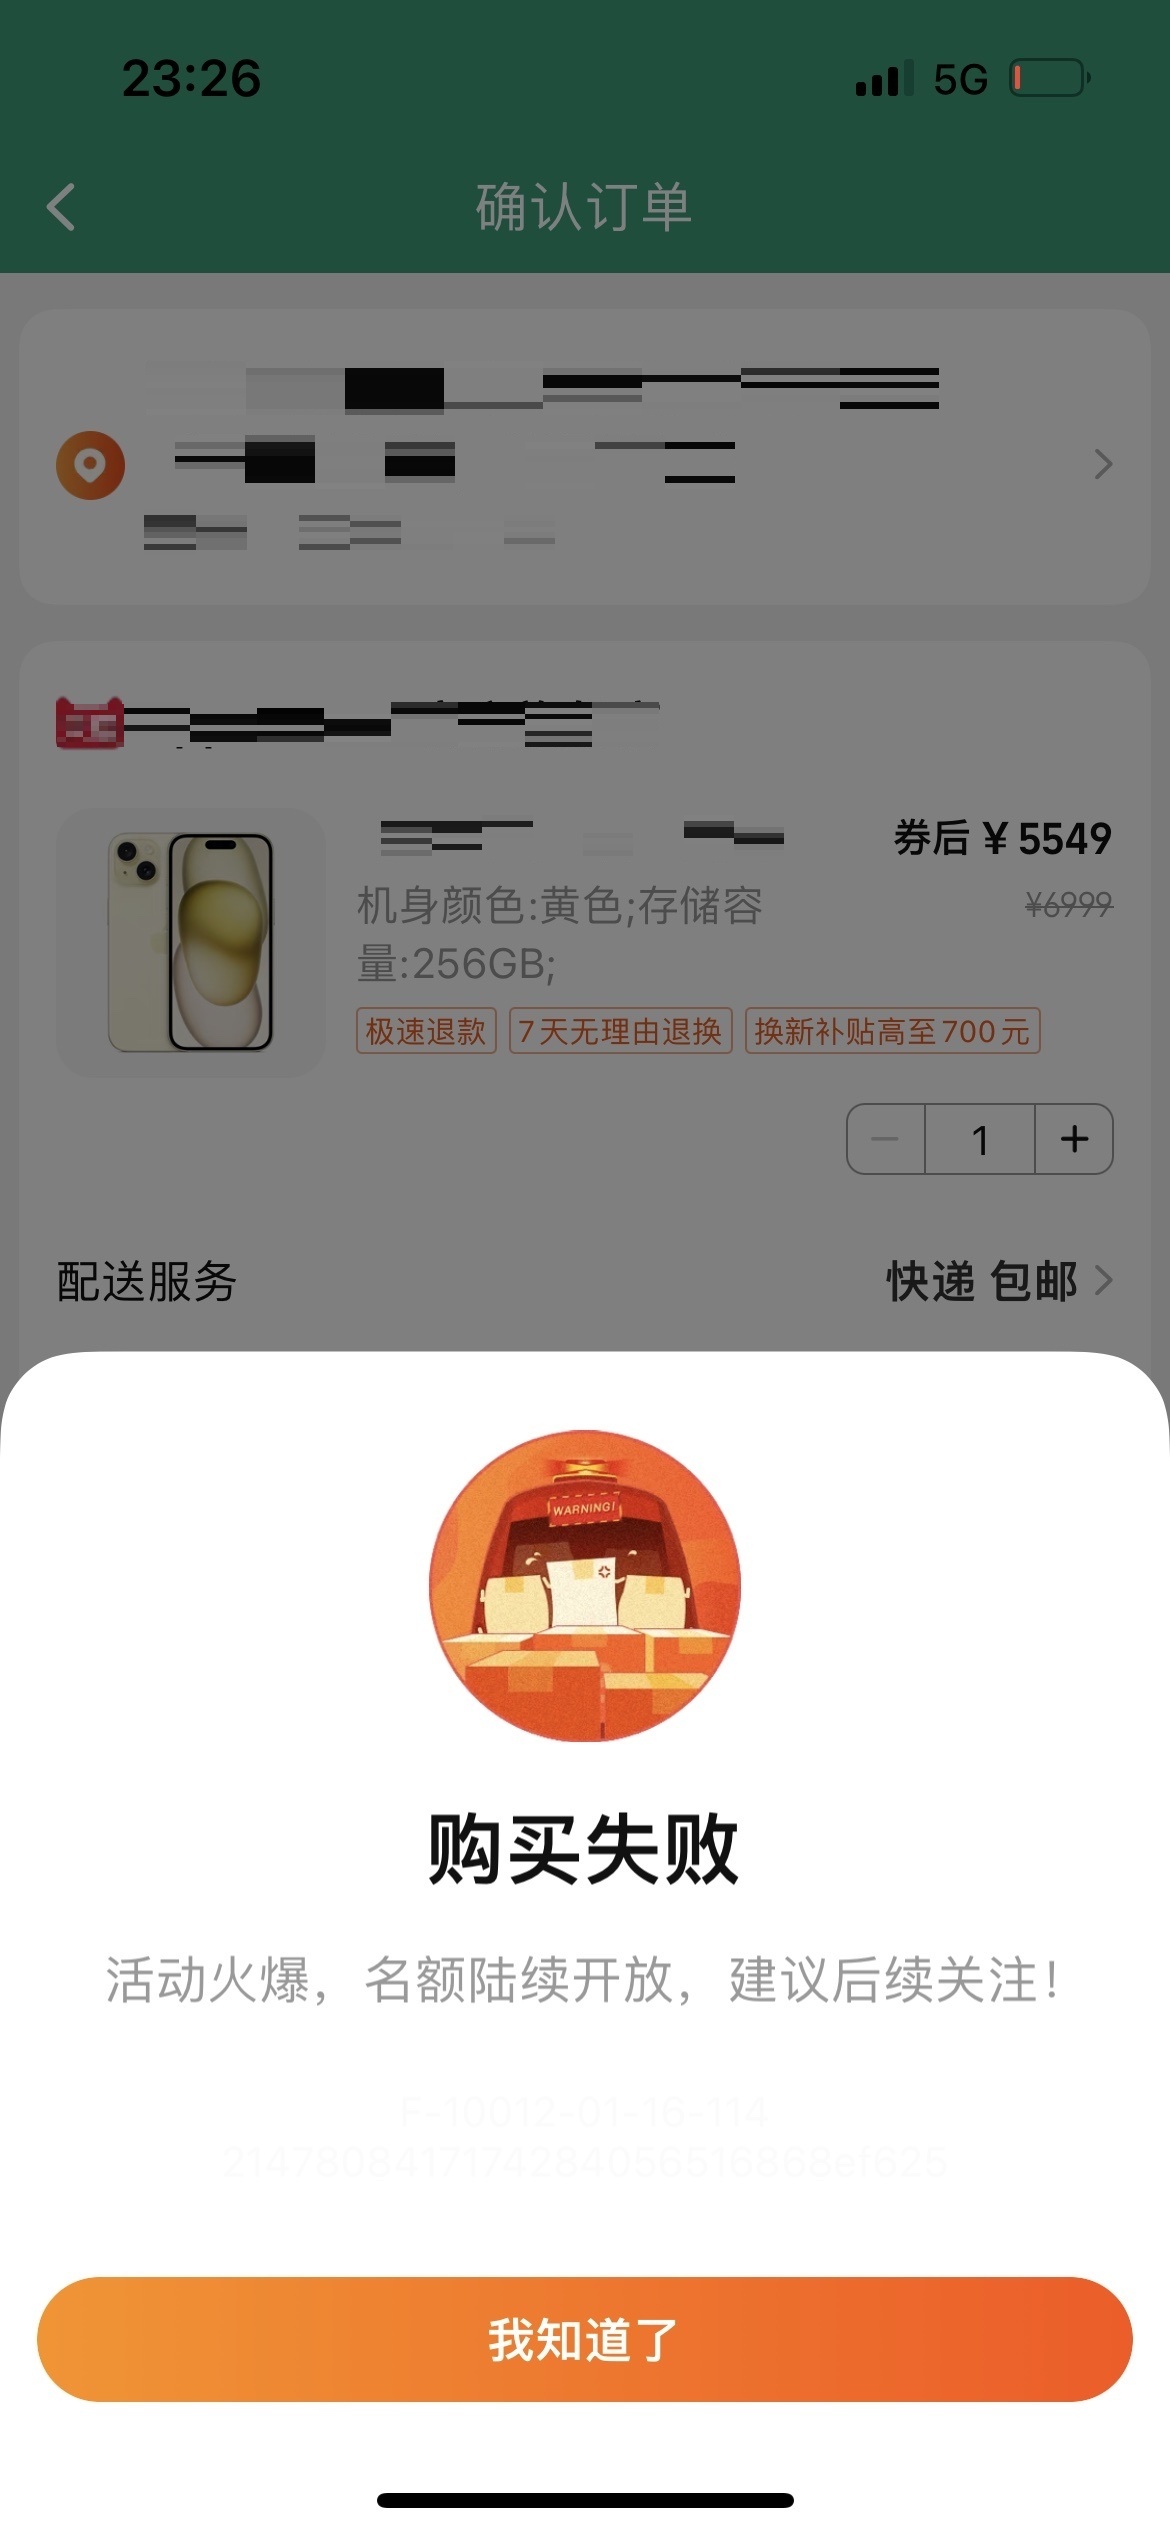 23:26
5G
确认订单
券后 ¥ 5549
机身颜色:黄色;存储容
¥6999
量:256GB;
极速退款
7天无理由退换
换新补贴高至700元
1
配送服务
快递 包邮
WARNING!
购买失败
活动火爆，名额陆续开放，建议后续关注！
F-10012-01-16-114
2147808417174284056516868ef625
我知道了